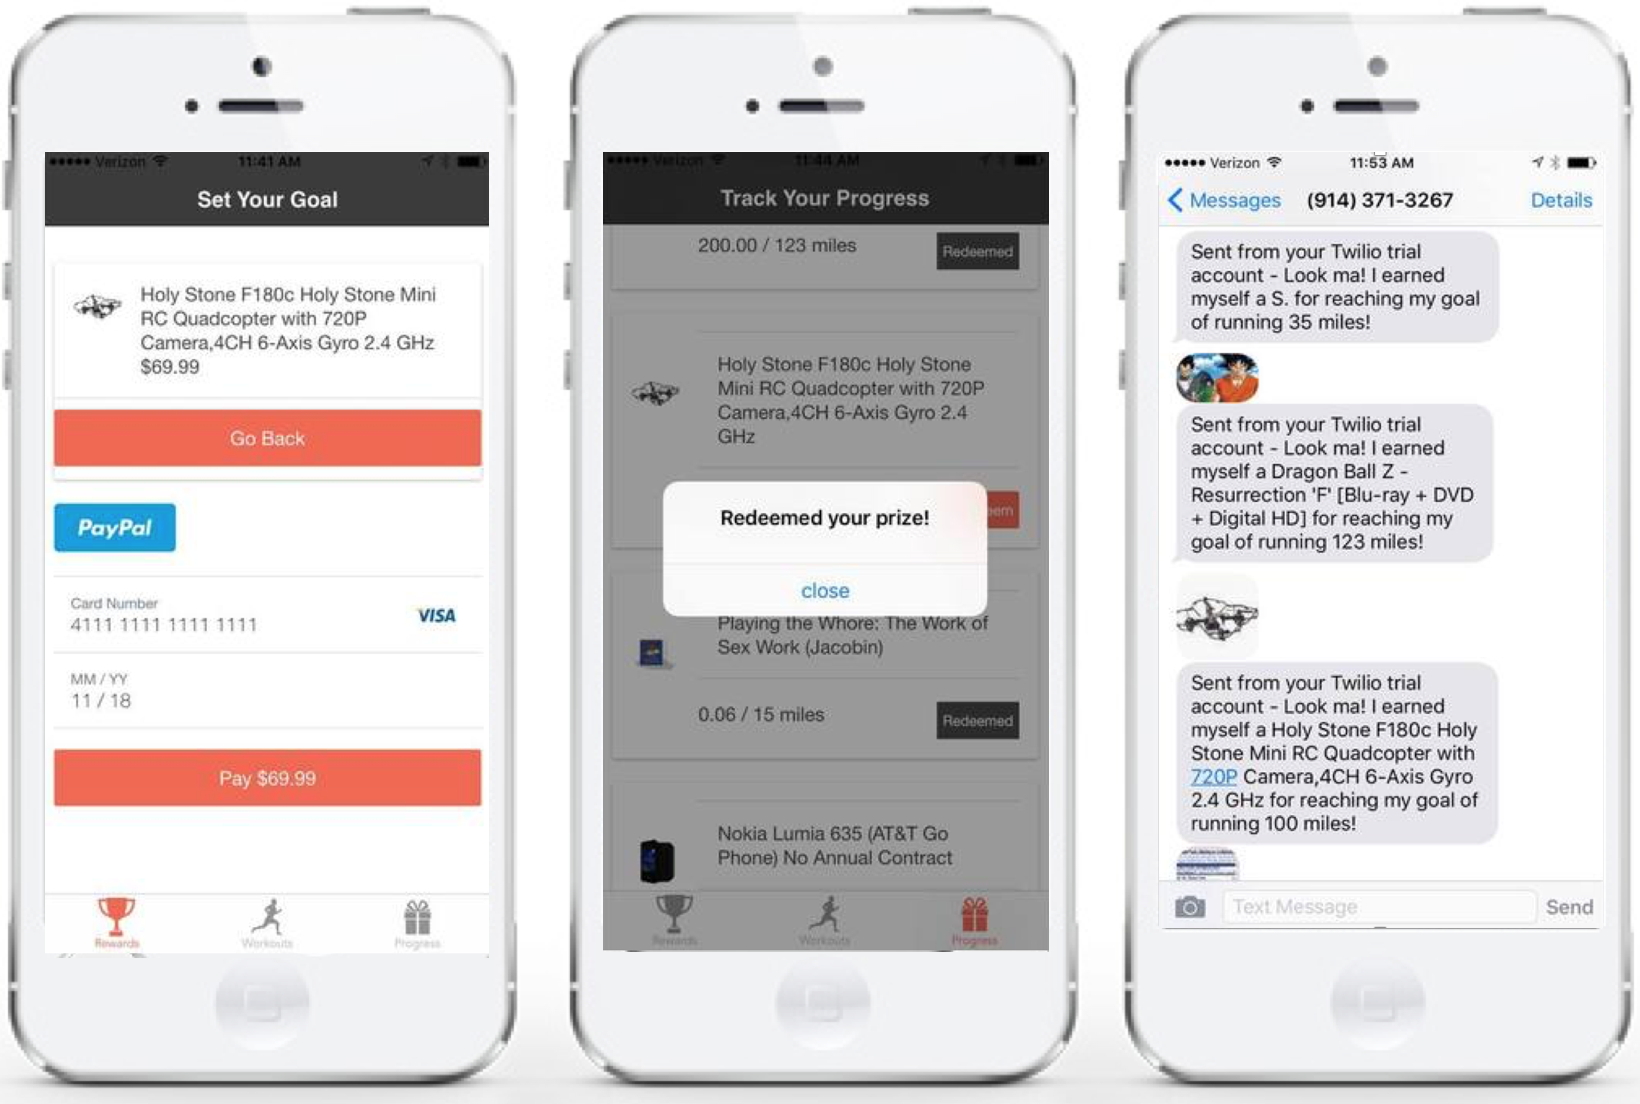 Verizon 11:41 AM
Set Your Goal
Holy Stone F180c Holy Stone Mini
RC Quadcopter with 720P
Camera,4CH 6-Axis Gyro 2.4 GHz
$69.99
Go Back
PayPal
Card Number
4111 1111 1111 1111
VISA
MM / YY
11 / 18
Pay $69.99
Rewards
Workouts
Progress
Verizon 11:44 AM
Track Your Progress
200.00 / 123 miles
Redeemed
Holy Stone F180c Holy Stone
Mini RC Quadcopter with 720P
Camera,4CH 6-Axis Gyro 2.4
GHz
eem
Redeemed your prize!
close
Playing the Whore: The Work of
Sex Work (Jacobin)
0.06 / 15 miles
Redeemed
Nokia Lumia 635 (AT&T Go
Phone) No Annual Contract
Rewards
Workouts
Progress
Verizon 11:53 AM
Messages (914) 371-3267 Details
Sent from your Twilio trial
account - Look ma! I earned
myself a S. for reaching my goal
of running 35 miles!
Sent from your Twilio trial
account - Look ma! I earned
myself a Dragon Ball Z -
Resurrection 'F' [Blu-ray + DVD
+ Digital HD] for reaching my
goal of running 123 miles!
Sent from your Twilio trial
account - Look ma! I earned
myself a Holy Stone F180c Holy
Stone Mini RC Quadcopter with
720P Camera,4CH 6-Axis Gyro
2.4 GHz for reaching my goal of
running 100 miles!
Text Message
Send